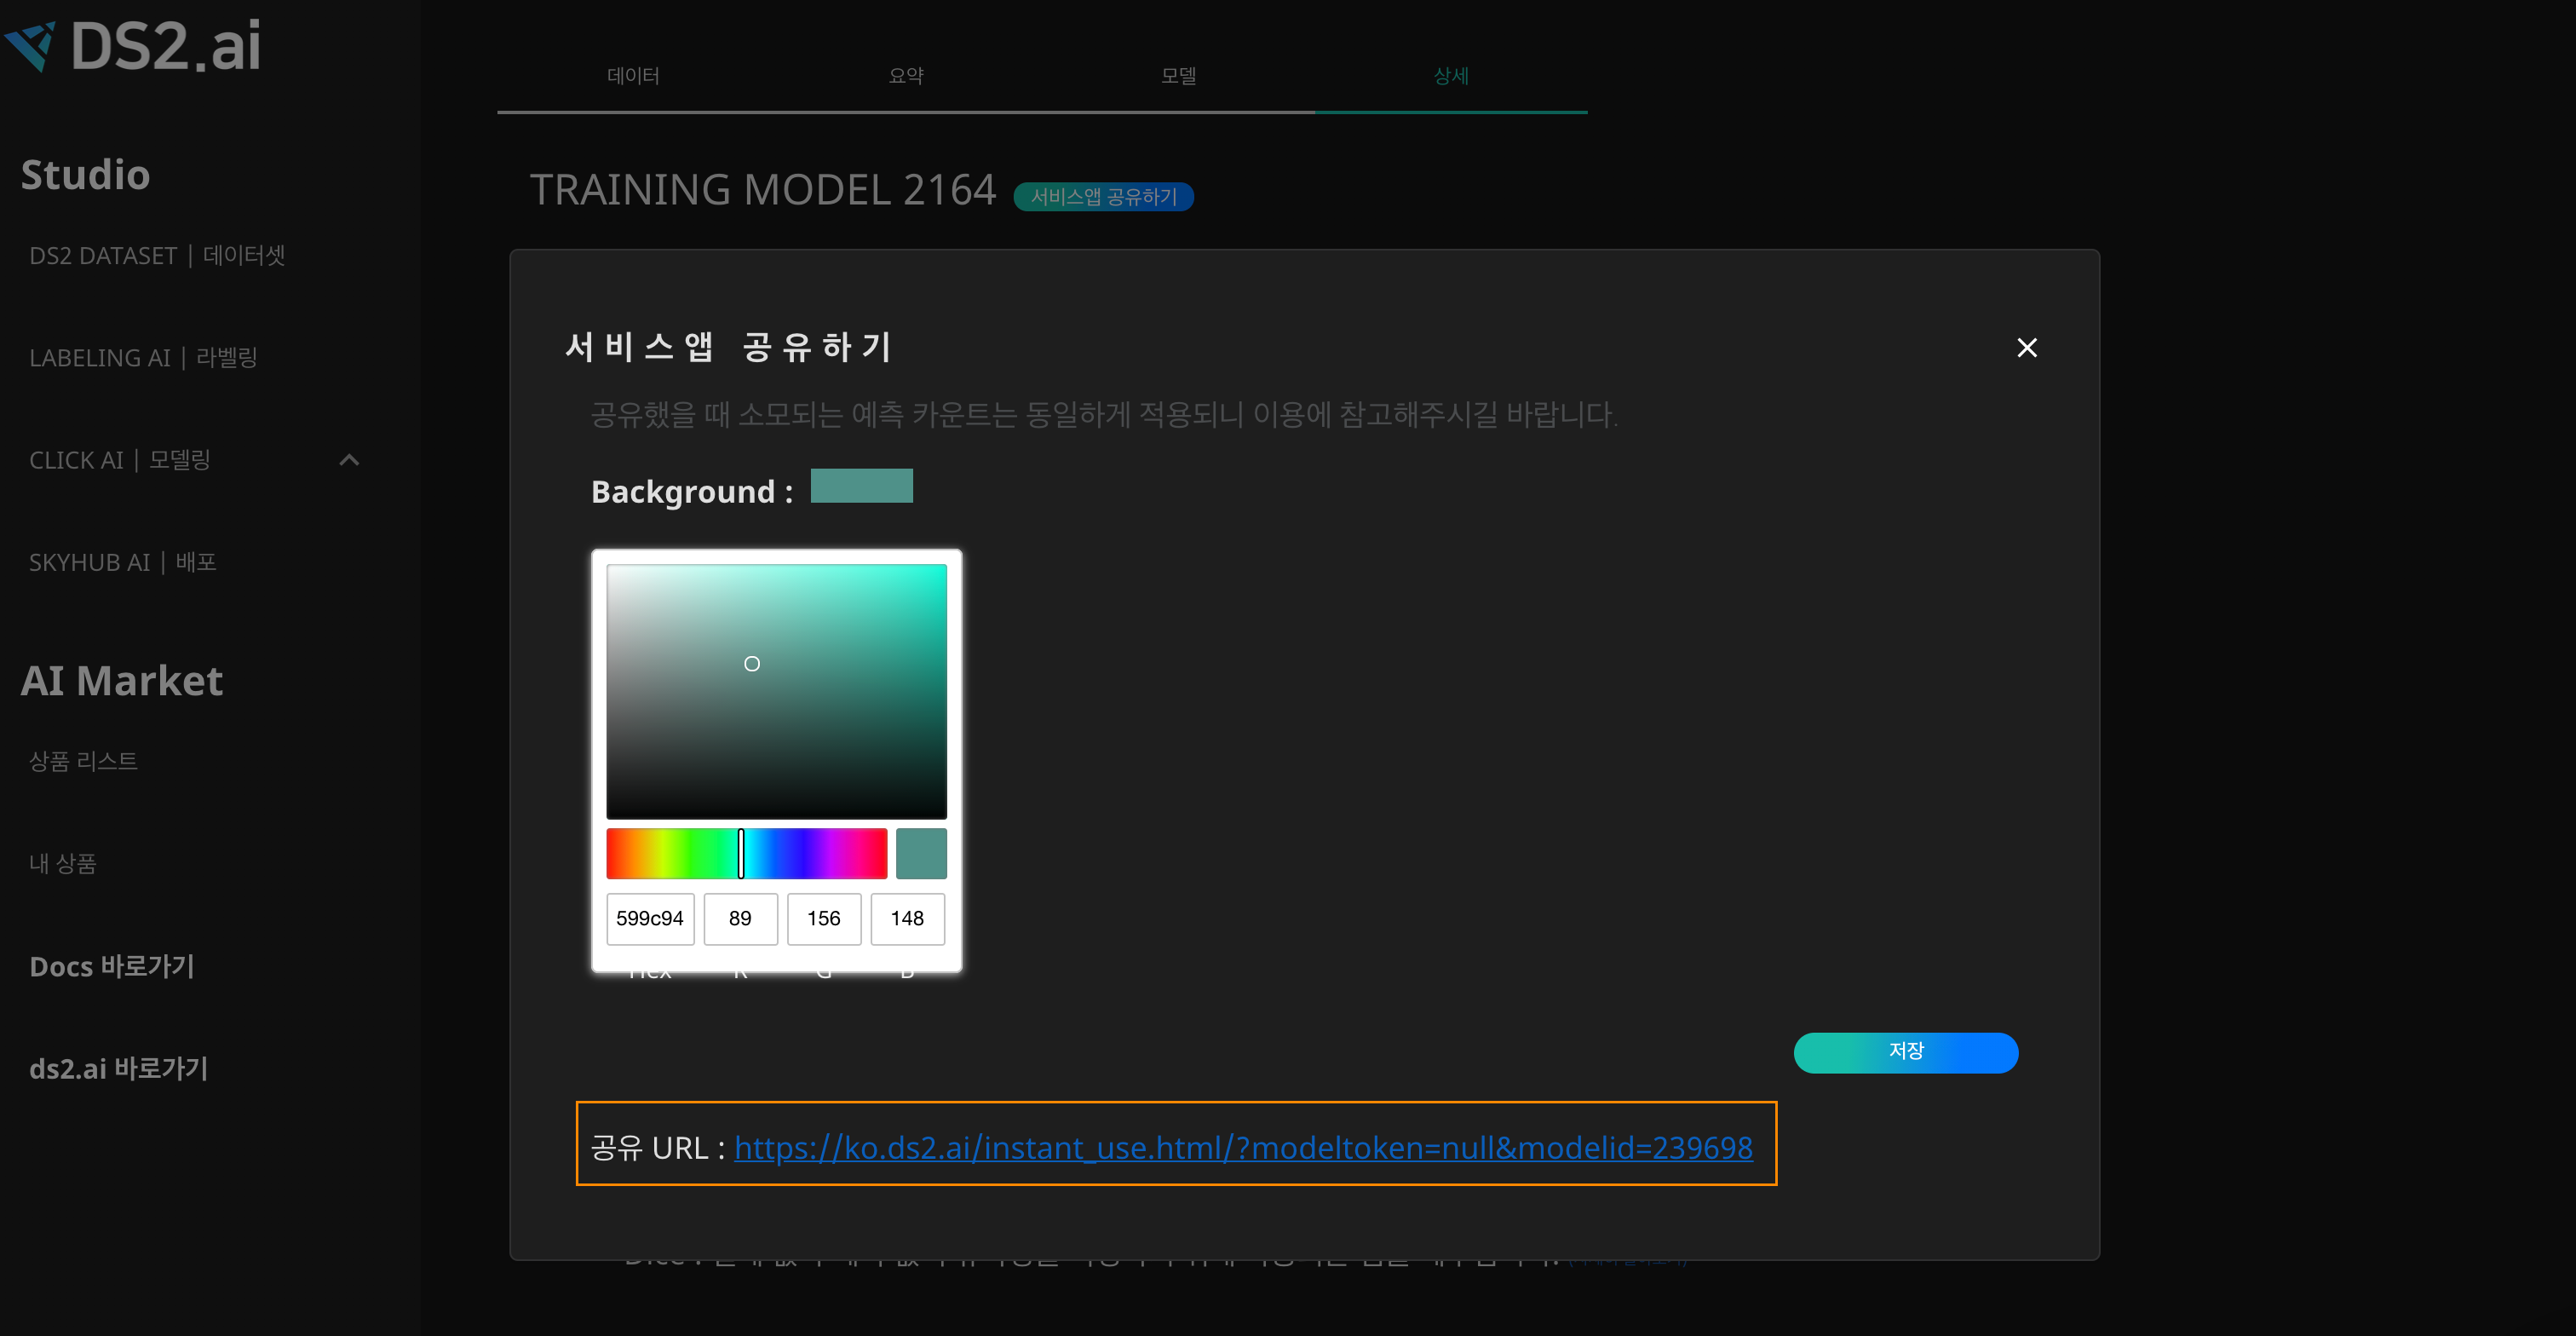 DS2.ai
데이터
요약
모델
상세
Studio
TRAINING MODEL 2164 서비스앱 공유하기
DS2 DATASET | 데이터셋
LABELING AI | 라벨링
CLICK AI | 모델링
SKYHUB AI | 배포
AI Market
상품 리스트
내 상품
Docs 바로가기
ds2.ai 바로가기
서비스앱 공유하기
공유했을 때 소모되는 예측 카운트는 동일하게 적용되니 이용에 참고해주시길 바랍니다.
Background :
599c94 89 156 148
Hex R G B
저장
공유 URL : https://ko.ds2.ai/instant_use.html/?modeltoken=null&modelid=239698